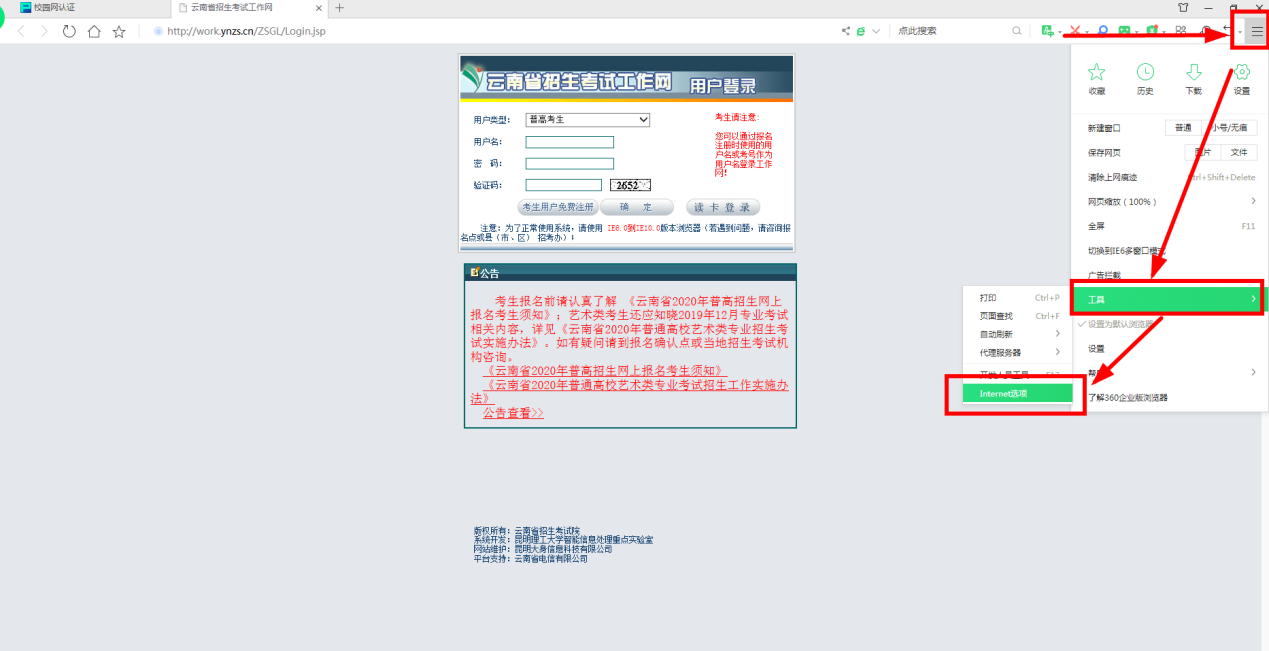 校园网认证
云南省招生考试工作网
http://work.ynzs.cn/ZSGL/Login.jsp
点此搜索
云南省招生考试工作网 用户登录
用户类型:
普高考生
用户名:
密 码:
验证码:
2652
考生请注意:
您可以通过报名
注册时使用的用
户名或考号作为
用户名登录工作
网!
考生用户免费注册
确 定
读 卡 登 录
注意: 为了正常使用系统, 请使用 IE6.0到IE10.0版本浏览器(若遇到问题, 请咨询报
名点或县(市、区) 招考办);
公告
考生报名前请认真了解 《云南省2020年普高招生网上
报名考生须知》; 艺术类考生还应知晓2019年12月专业考试
相关内容, 详见《云南省2020年普通高校艺术类专业招生考
试实施办法》。如有疑问请到报名确认点或当地招生考试机
构咨询。
《云南省2020年普高招生网上报名考生须知》
《云南省2020年普通高校艺术类专业考试招生工作实施办
法》
公告查看>>
版权所有: 云南省招生考试院
系统开发: 昆明理工大学智能信息处理重点实验室
网站维护: 昆明大身信息科技有限公司
平台支持: 云南省电信有限公司
收藏
历史
下载
设置
新建窗口
普通
小号/无痕
保存网页
图片
文件
清除上网痕迹
Ctrl+Shift+Delete
网页缩放 (100%)
全屏
F11
切换到IE6多窗口模式
广告拦截
工具
设置为默认浏览器
设置
了解360企业版浏览器
打印
Ctrl+P
页面查找
Ctrl+F
自动刷新
代理服务器
开发人员工具
F12
Internet选项